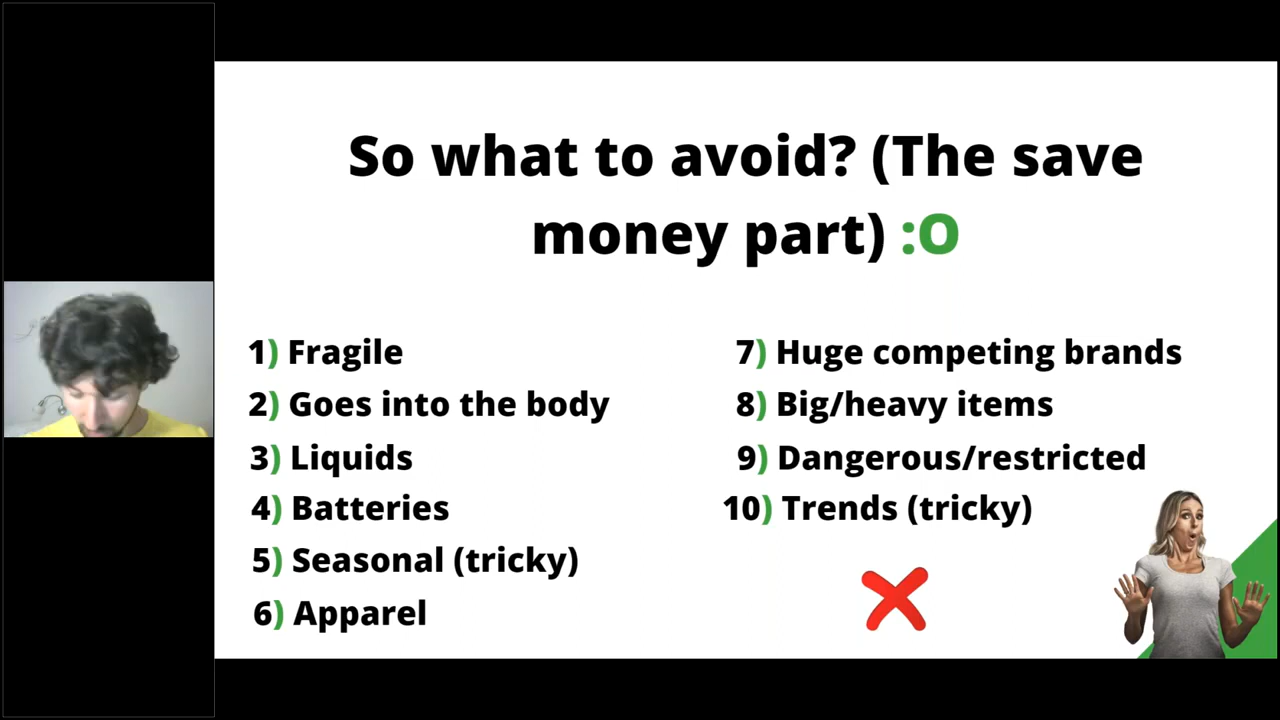 So what to avoid? (The save
money part) :O
1) Fragile
2) Goes into the body
3) Liquids
4) Batteries
5) Seasonal (tricky)
6) Apparel
7) Huge competing brands
8) Big/heavy items
9) Dangerous/restricted
10) Trends (tricky)